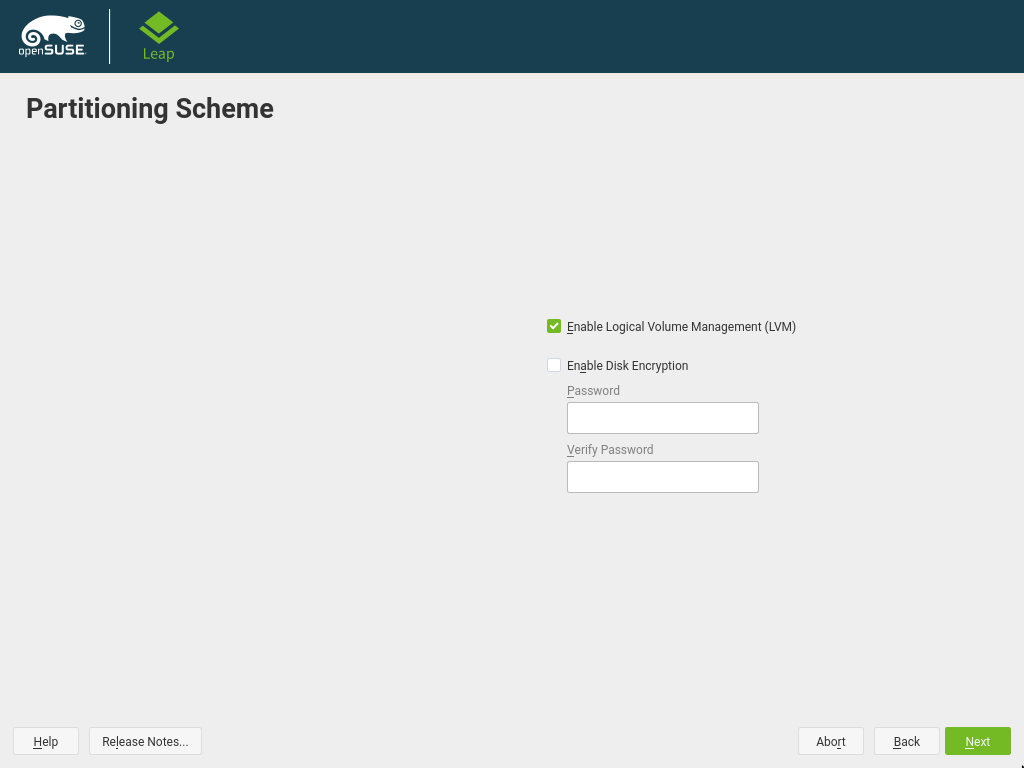 openSUSE.
Leap
Partitioning Scheme
Enable Logical Volume Management (LVM)
Enable Disk Encryption
Password
Verify Password
Help
Release Notes...
Abort
Back
Next